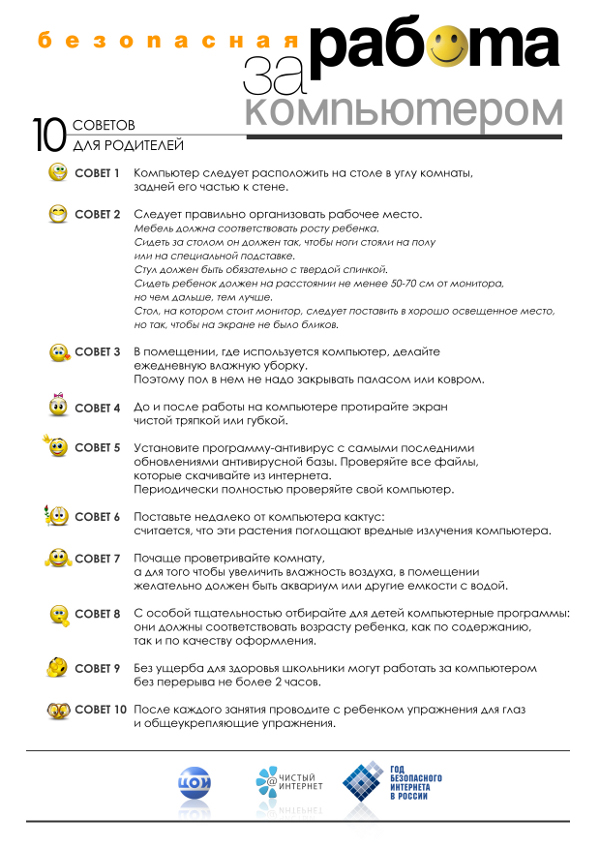 безопасная работа
за
компьютером
10 СОВЕТОВ
ДЛЯ РОДИТЕЛЕЙ
СОВЕТ 1 Компьютер следует расположить на столе в углу комнаты,
задней его частью к стене.
СОВЕТ 2 Следует правильно организовать рабочее место.
Мебель должна соответствовать росту ребенка.
Сидеть за столом он должен так, чтобы ноги стояли на полу
или на специальной подставке.
Стул должен быть обязательно с твердой спинкой.
Сидеть ребенок должен на расстоянии не менее 50-70 см от монитора,
но чем дальше, тем лучше.
Стол, на котором стоит монитор, следует поставить в хорошо освещенное место,
но так, чтобы на экране не было бликов.
СОВЕТ 3 В помещении, где используется компьютер, делайте
ежедневную влажную уборку.
Поэтому пол в нем не надо закрывать паласом или ковром.
СОВЕТ 4 До и после работы на компьютере протирайте экран
чистой тряпкой или губкой.
СОВЕТ 5 Установите программу-антивирус с самыми последними
обновлениями антивирусной базы. Проверяйте все файлы,
которые скачивайте из интернета.
Периодически полностью проверяйте свой компьютер.
СОВЕТ 6 Поставьте недалеко от компьютера кактус:
считается, что эти растения поглощают вредные излучения компьютера.
СОВЕТ 7 Почаще проветривайте комнату,
а для того чтобы увеличить влажность воздуха, в помещении
желательно должен быть аквариум или другие емкости с водой.
СОВЕТ 8 С особой тщательностью отбирайте для детей компьютерные программы:
они должны соответствовать возрасту ребенка, как по содержанию,
так и по качеству оформления.
СОВЕТ 9 Без ущерба для здоровья школьники могут работать за компьютером
без перерыва не более 2 часов.
СОВЕТ 10 После каждого занятия проводите с ребенком упражнения для глаз
и общеукрепляющие упражнения.
ЦОИ
@ ЧИСТЫЙ
ИНТЕРНЕТ
ГОД
БЕЗОПАСНОГО
ИНТЕРНЕТА
В РОССИИ